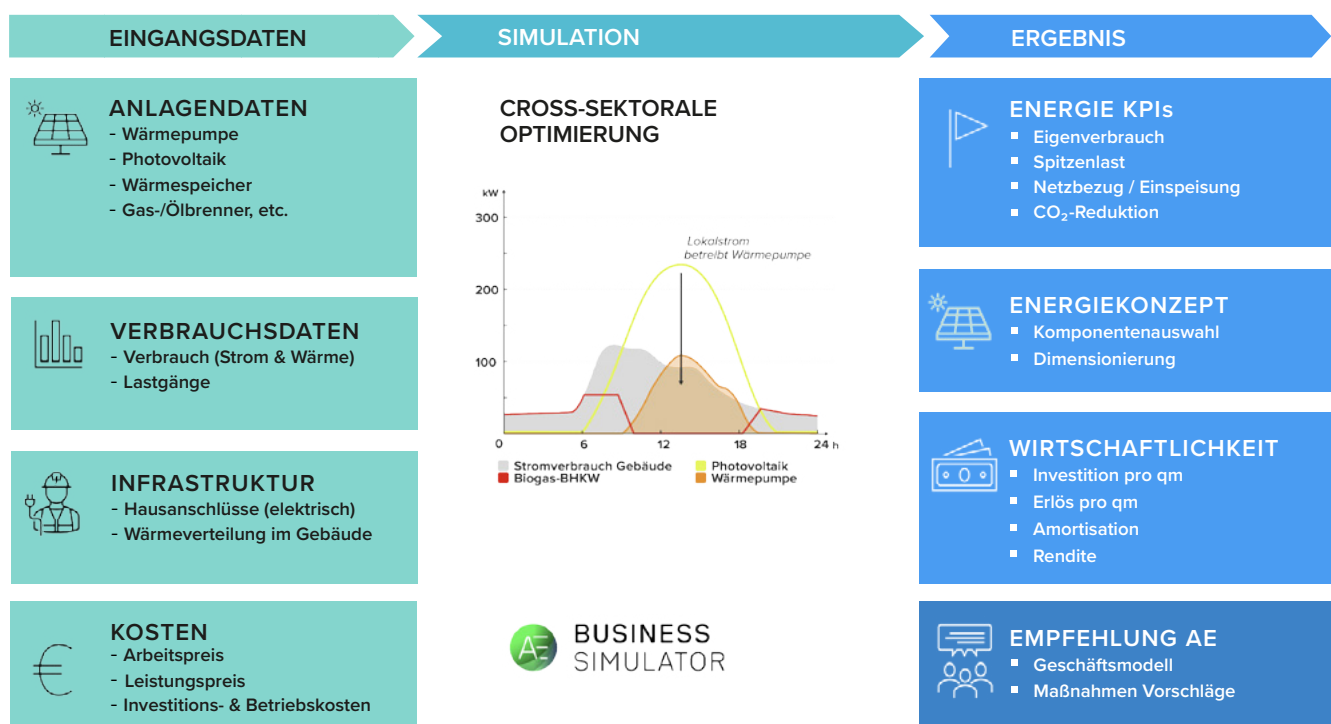 EINGANGSDATEN
SIMULATION
ERGEBNIS
ANLAGENDATEN
- Wärmepumpe
- Photovoltaik
- Wärmespeicher
- Gas-/Ölbrenner, etc.
VERBRAUCHSDATEN
- Verbrauch (Strom & Wärme)
- Lastgänge
INFRASTRUKTUR
- Hausanschlüsse (elektrisch)
- Wärmeverteilung im Gebäude
KOSTEN
- Arbeitspreis
- Leistungspreis
- Investitions- & Betriebskosten
CROSS-SEKTORALE
OPTIMIERUNG
kW
300
200
100
Lokalstrom
betreibt Wärmepumpe
0 6 12 18 24 h
Stromverbrauch Gebäude
Photovoltaik
Biogas-BHKW
Wärmepumpe
AE
BUSINESS
SIMULATOR
ENERGIE KPIs
▪ Eigenverbrauch
▪ Spitzenlast
▪ Netzbezug / Einspeisung
▪ CO₂-Reduktion
ENERGIEKONZEPT
▪ Komponentenauswahl
▪ Dimensionierung
WIRTSCHAFTLICHKEIT
▪ Investition pro qm
▪ Erlös pro qm
▪ Amortisation
▪ Rendite
EMPFEHLUNG AE
▪ Geschäftsmodell
▪ Maßnahmen Vorschläge